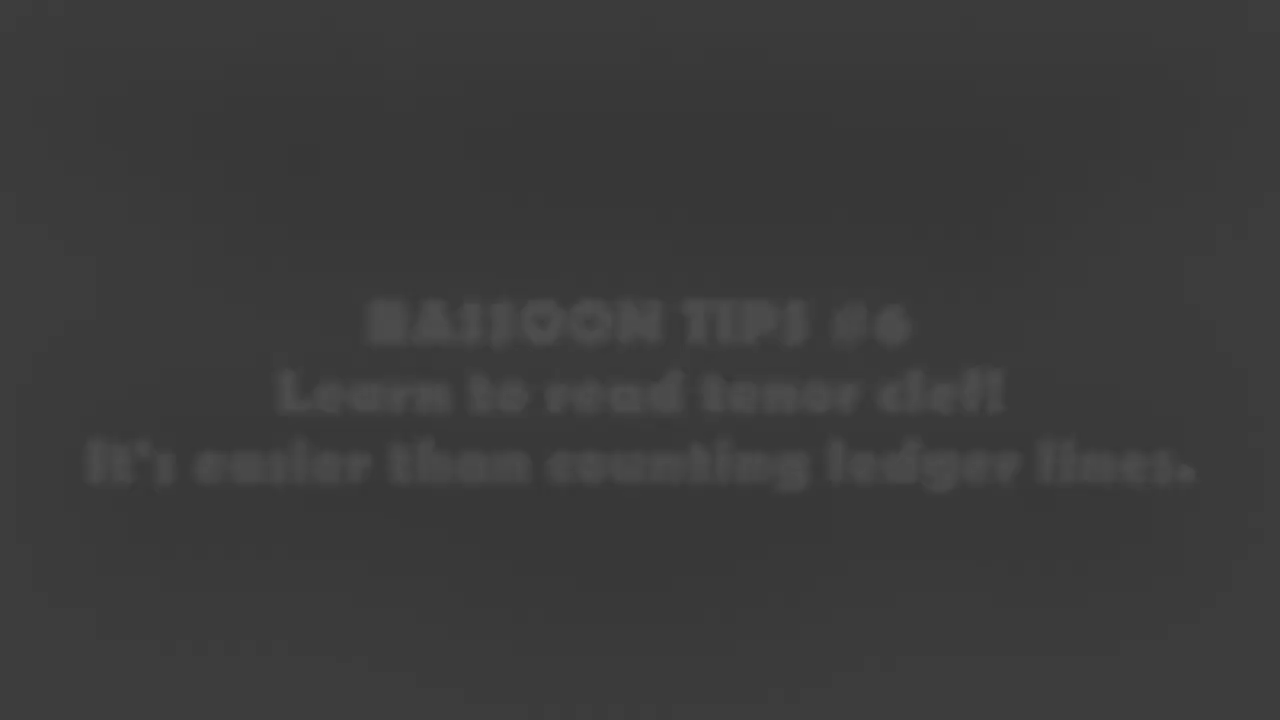 BASSOON TIPS #6
Learn to read tenor clef!
It's easier than counting ledger lines.